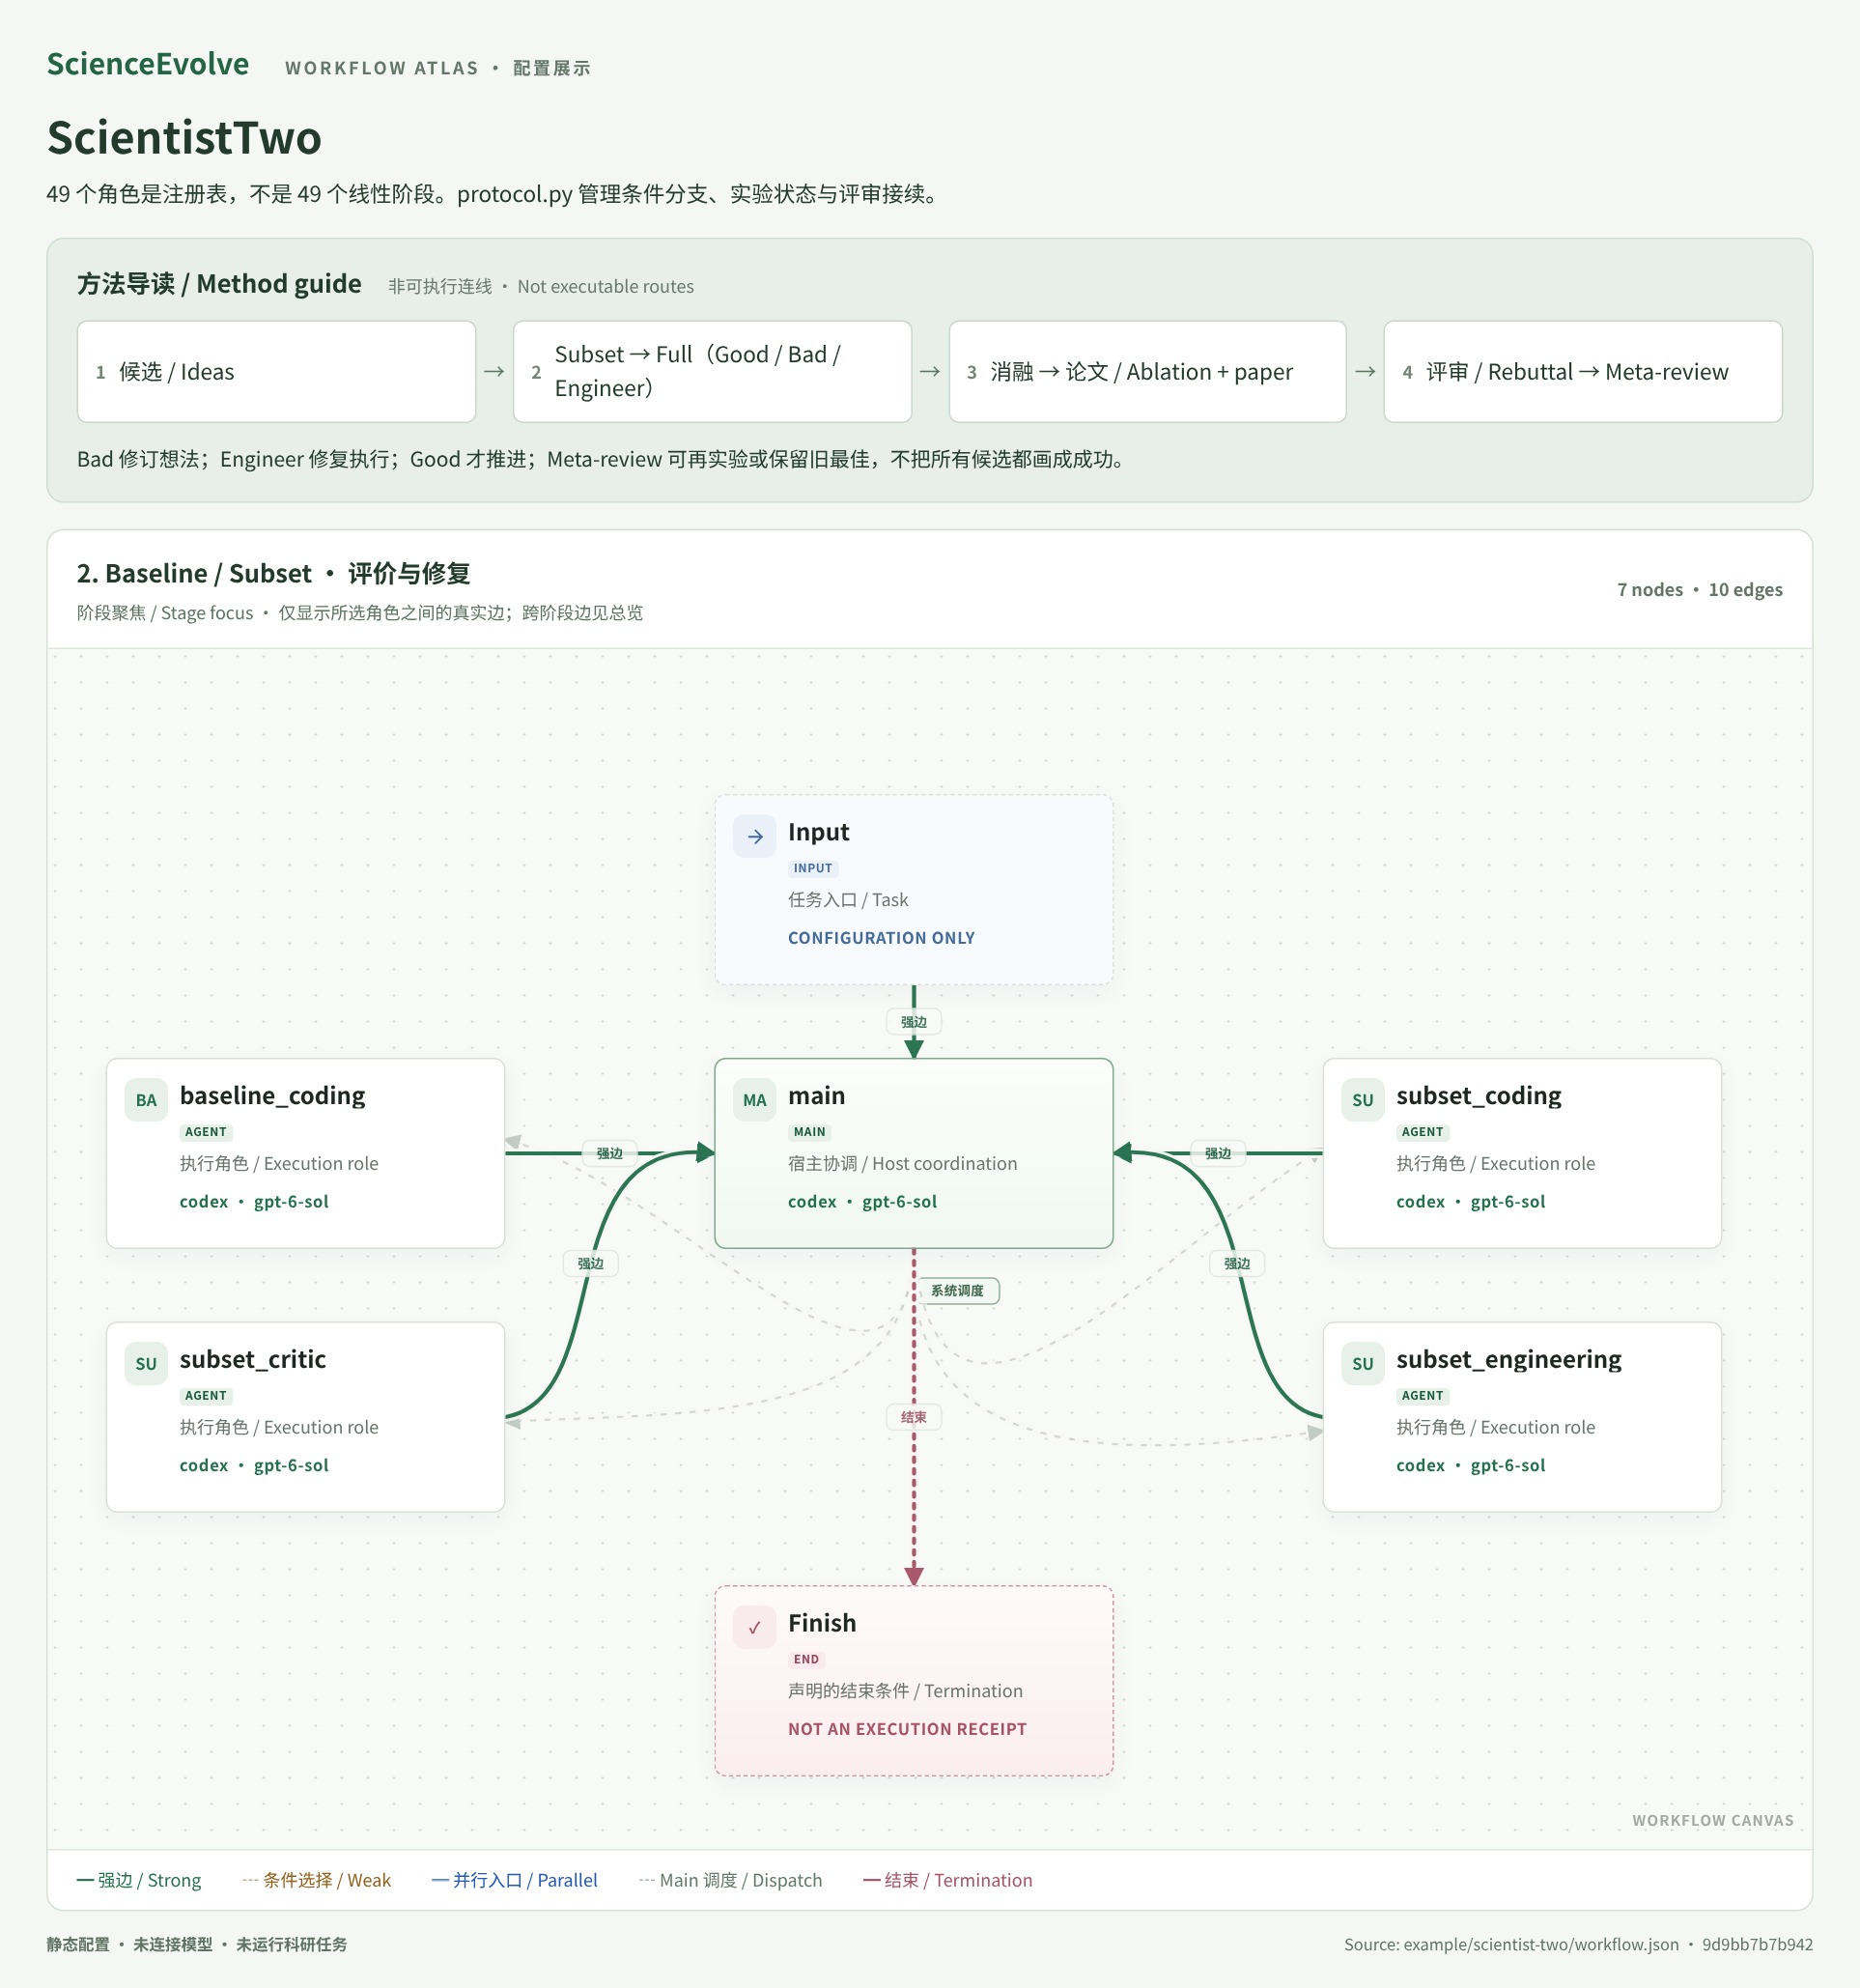 ScienceEvolve WORKFLOW ATLAS • 配置展示
ScientistTwo
49 个角色是注册表，不是 49 个线性阶段。protocol.py 管理条件分支、实验状态与评审接续。
方法导读 / Method guide 非可执行连线 • Not executable routes
1 候选 / Ideas
→
2 Subset → Full（Good / Bad /
Engineer）
→
3 消融 → 论文 / Ablation + paper
→
4 评审 / Rebuttal → Meta-review
Bad 修订想法；Engineer 修复执行；Good 才推进；Meta-review 可再实验或保留旧最佳，不把所有候选都画成成功。
2. Baseline / Subset • 评价与修复
阶段聚焦 / Stage focus • 仅显示所选角色之间的真实边；跨阶段边见总览
7 nodes • 10 edges
→ Input
INPUT
任务入口 / Task
CONFIGURATION ONLY
强边
BA baseline_coding
AGENT
执行角色 / Execution role
codex • gpt-6-sol
强边
MA main
MAIN
宿主协调 / Host coordination
codex • gpt-6-sol
强边
SU subset_coding
AGENT
执行角色 / Execution role
codex • gpt-6-sol
强边
强边
系统调度
SU subset_critic
AGENT
执行角色 / Execution role
codex • gpt-6-sol
结束
SU subset_engineering
AGENT
执行角色 / Execution role
codex • gpt-6-sol
✓ Finish
END
声明的结束条件 / Termination
NOT AN EXECUTION RECEIPT
WORKFLOW CANVAS
强边 / Strong
条件选择 / Weak
并行入口 / Parallel
Main 调度 / Dispatch
结束 / Termination
静态配置 • 未连接模型 • 未运行科研任务
Source: example/scientist-two/workflow.json • 9d9bb7b7b942